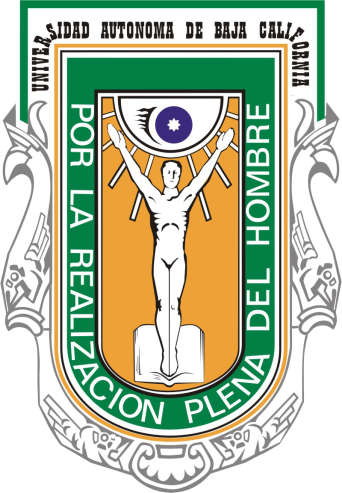 UNIVERSIDAD AUTONOMA DE BAJA CALIFORNIA
POR LA REALIZACION PLENA DEL HOMBRE